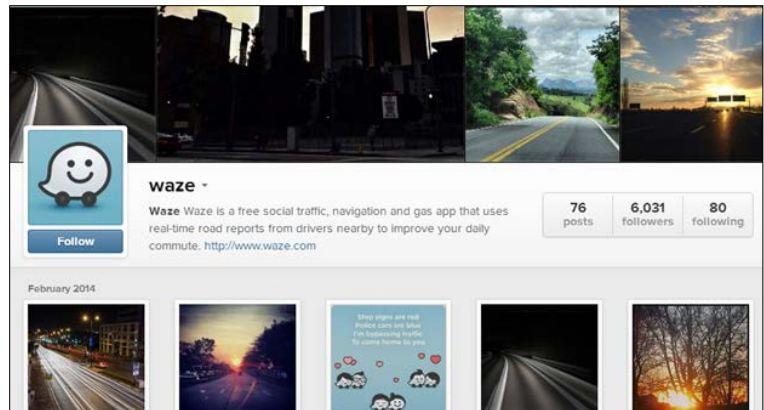 waze
Waze Waze is a free social traffic, navigation and gas app that uses
real-time road reports from drivers nearby to improve your daily
commute. http://www.waze.com
76
posts
6,031
followers
80
following
Follow
February 2014
Stop signs are red
Police cars are blue
I'm bypassing traffic
To come home to you